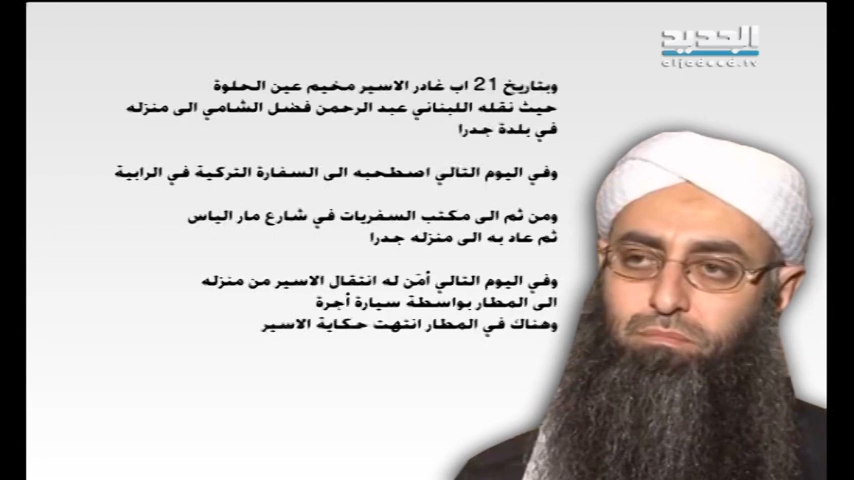 الجديد
aljadeed.tv
وبتاريخ 21 اب غادر الاسير مخيم عين الحلوة
حيث نقله اللبناني عبد الرحمن فضل الشامي الى منزله
في بلدة جدرا
وفي اليوم التالي اصطحبه الى السفارة التركية في الرابية
ومن ثم الى مكتب السفريات في شارع مار الياس
ثم عاد به الى منزله جدرا
وفي اليوم التالي أمّن له انتقال الاسير من منزله
الى المطار بواسطة سيارة أجرة
وهناك في المطار انتهت حكاية الاسير